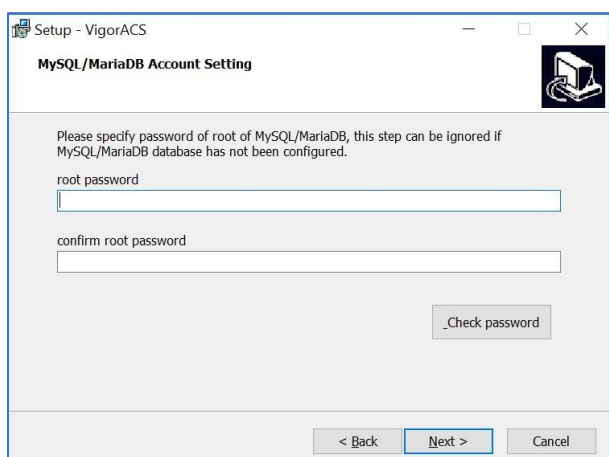 Setup - VigorACS
MySQL/MariaDB Account Setting
Please specify password of root of MySQL/MariaDB, this step can be ignored if
MySQL/MariaDB database has not been configured.
root password
confirm root password
_Check password
< Back
Next >
Cancel